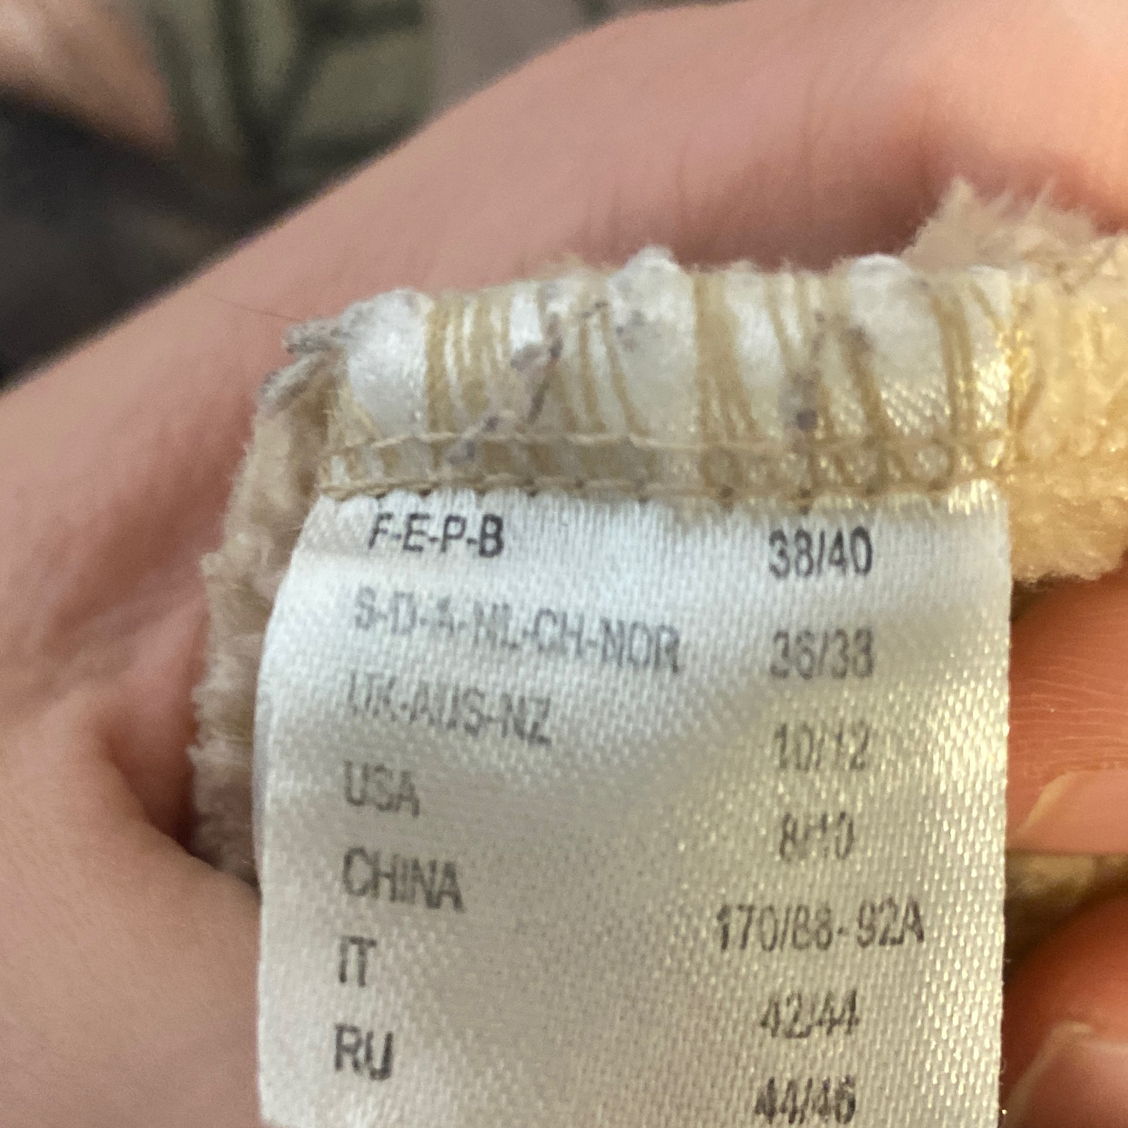 F-E-P-B 38/40
S-D-A-NL-CH-NOR 36/38
UK-AUS-NZ 10/12
USA 8/10
CHINA 170/88-92A
IT 42/44
RU 44/46